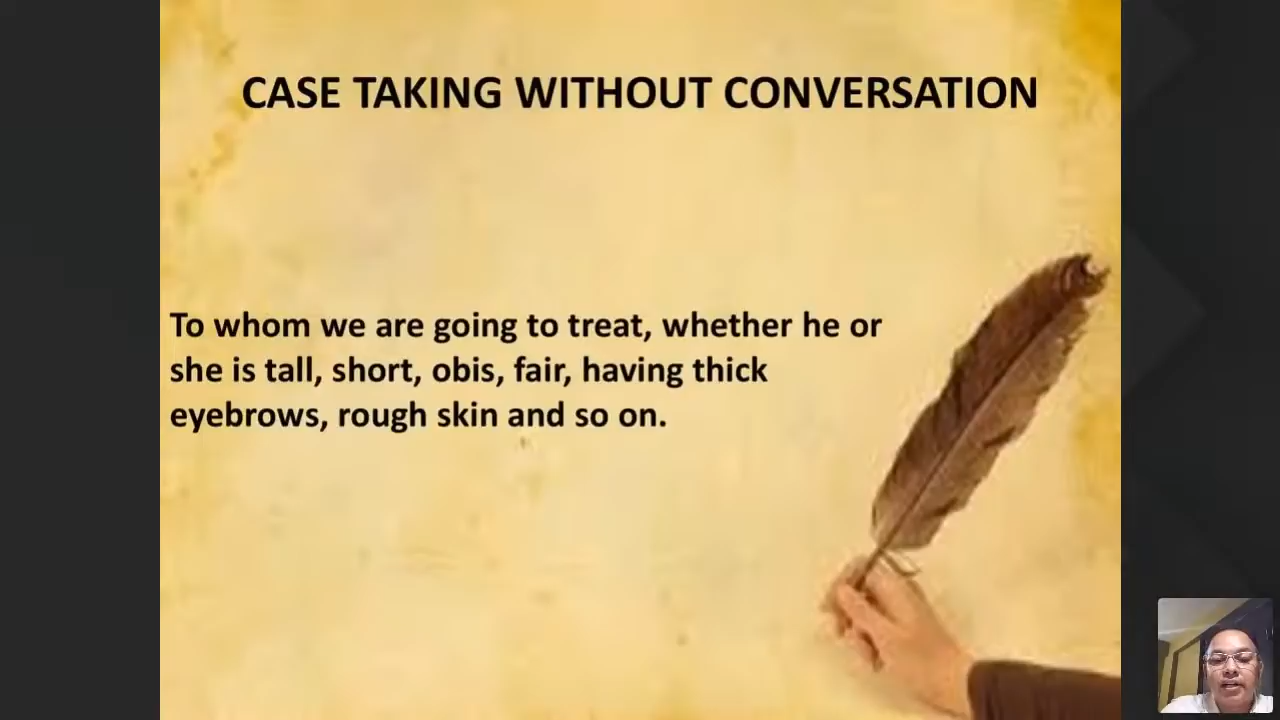 CASE TAKING WITHOUT CONVERSATION
To whom we are going to treat, whether he or
she is tall, short, obis, fair, having thick
eyebrows, rough skin and so on.